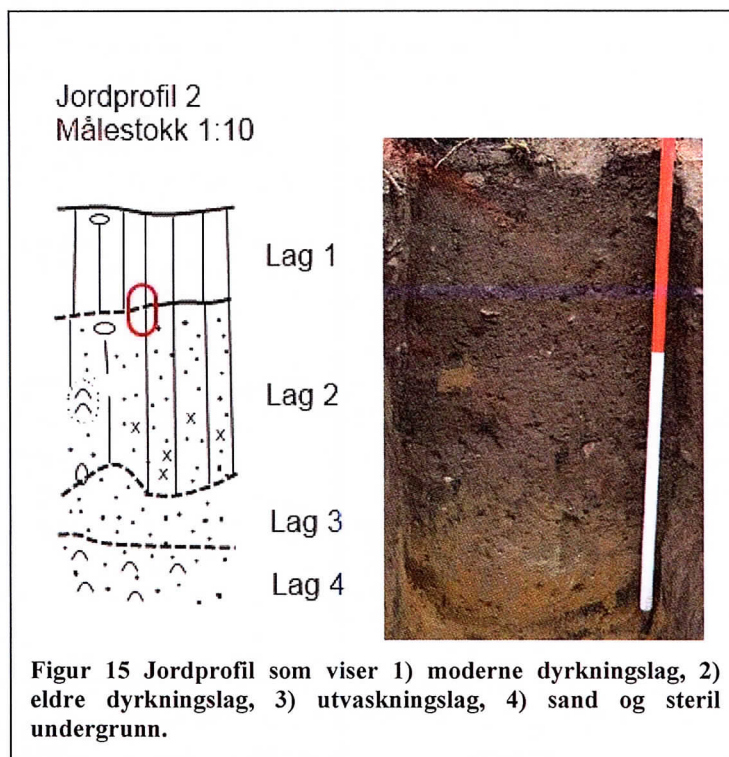 Jordprofil 2
Målestokk 1:10
Lag 1
Lag 2
x
x
x
x
x
Lag 3
Lag 4
Figur 15 Jordprofil som viser 1) moderne dyrkningslag, 2)
eldre dyrkningslag, 3) utvaskningslag, 4) sand og steril
undergrunn.